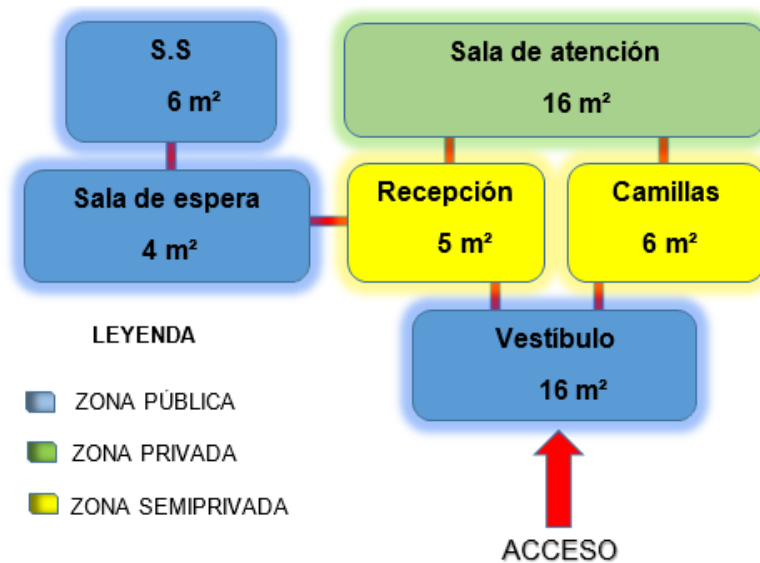 S.S
6 m²
Sala de atención
16 m²
Sala de espera
4 m²
Recepción
5 m²
Camillas
6 m²
Vestíbulo
16 m²
LEYENDA
ZONA PÚBLICA
ZONA PRIVADA
ZONA SEMIPRIVADA
ACCESO